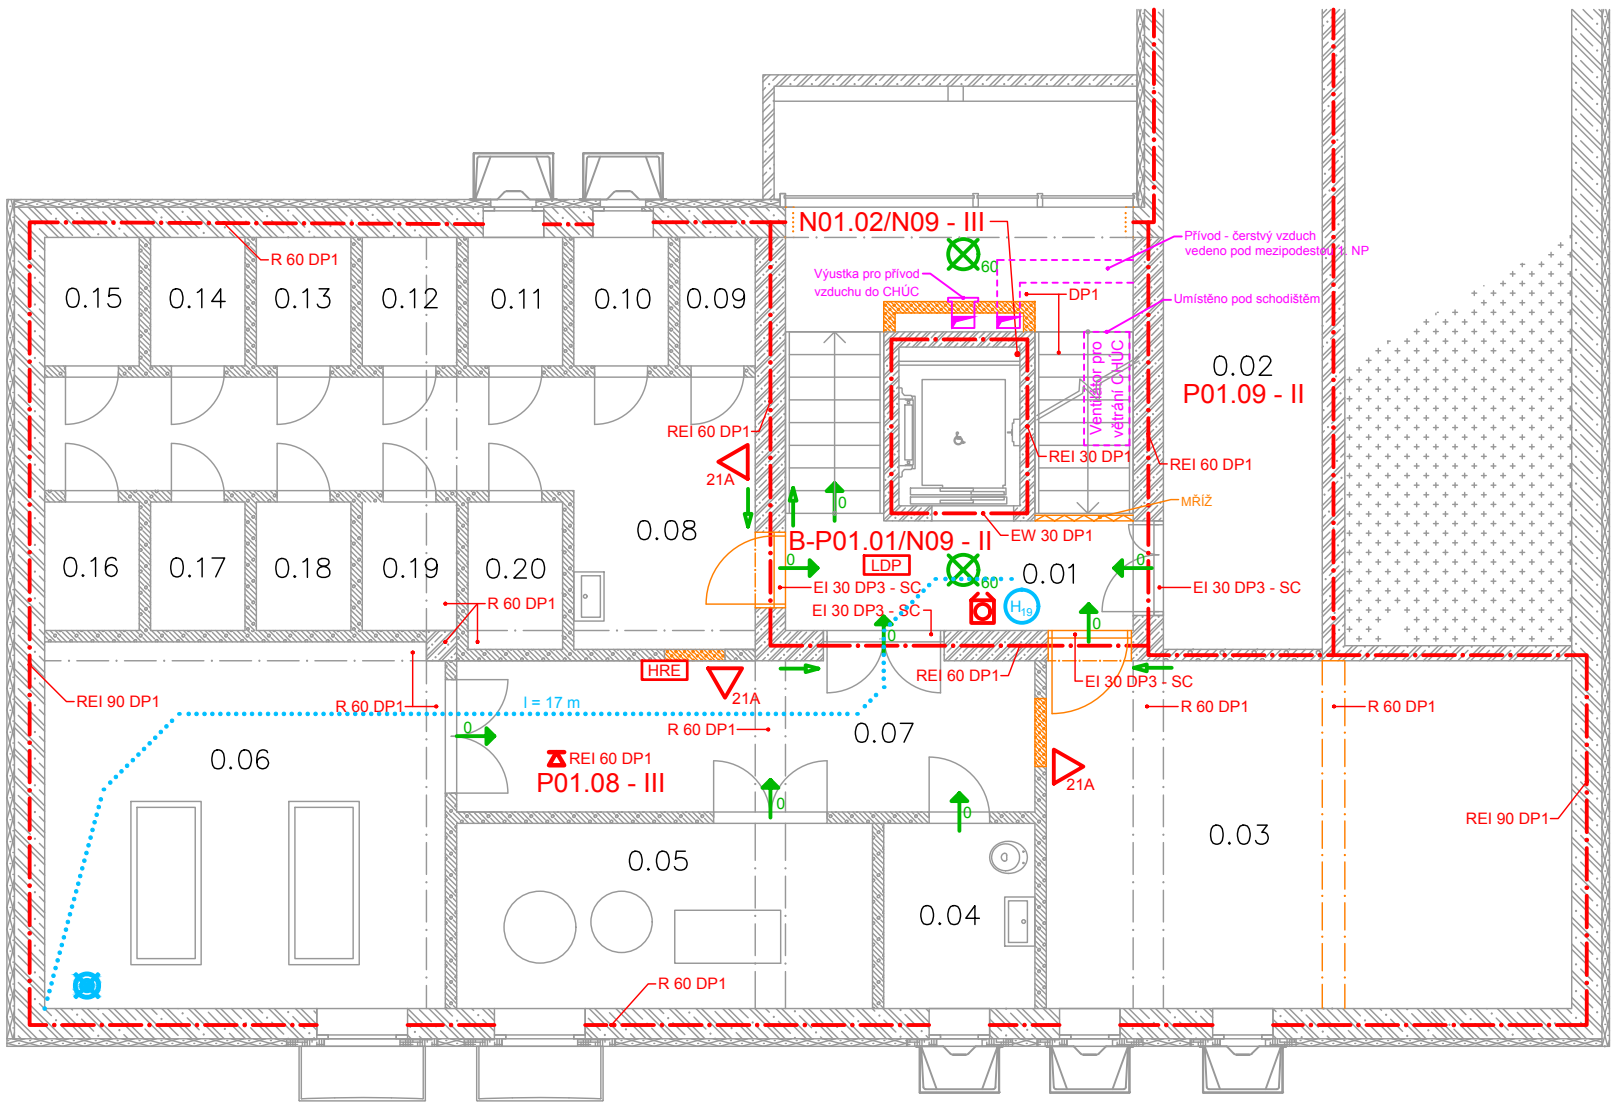 N01.02/N09 - III
Přívod - čerstvý vzduch
vedeno pod mezipodestou 1. NP
R 60 DP1
60
Výustka pro přívod
vzduchu do CHÚC
DP1
Umístěno pod schodištěm
0.15
0.14
0.13
0.12
0.11
0.10
0.09
Ventilátor pro
větrání CHÚC
0.02
P01.09 - II
REI 60 DP1
REI 30 DP1
REI 60 DP1
21A
MŘÍŽ
0
0.08
B-P01.01/N09 - II
EW 30 DP1
LDP
0.16
0.17
0.18
0.19
0.20
0
60
0.01
0
EI 30 DP3 - SC
EI 30 DP3 - SC
R 60 DP1
EI 30 DP3 - SC
H19
0
0
HRE
REI 60 DP1
EI 30 DP3 - SC
21A
REI 90 DP1
R 60 DP1
l = 17 m
R 60 DP1
R 60 DP1
R 60 DP1
0
0.07
0.06
REI 60 DP1
P01.08 - III
21A
0
0
REI 90 DP1
0.03
0.05
0.04
R 60 DP1